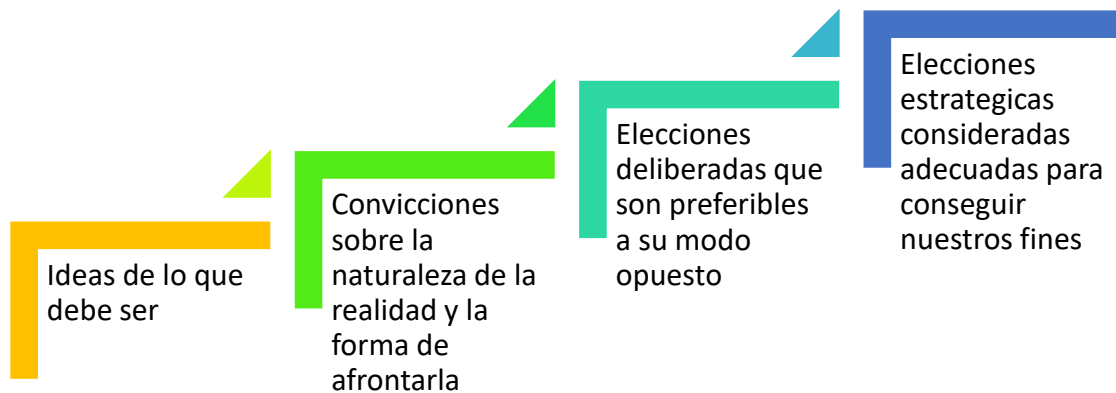 Ideas de lo que
debe ser
Convicciones
sobre la
naturaleza de la
realidad y la
forma de
afrontarla
Elecciones
deliberadas que
son preferibles
a su modo
opuesto
Elecciones
estrategicas
consideradas
adecuadas para
conseguir
nuestros fines